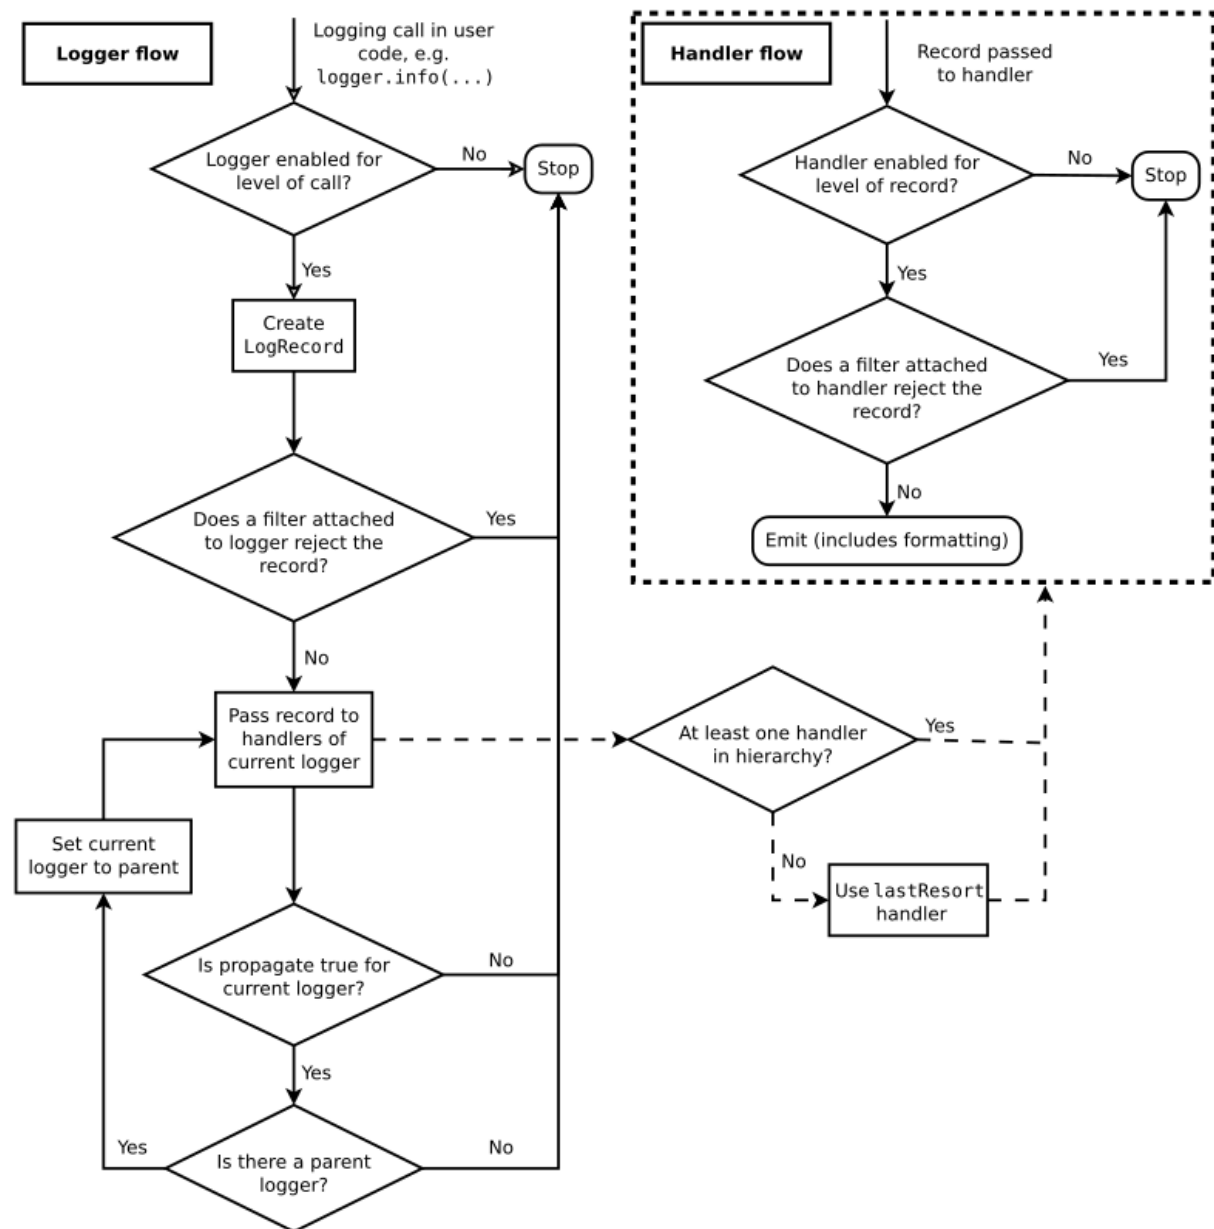 Logger flow
Logging call in user
code, e.g.
logger.info(...)
Logger enabled for
level of call?
No
Stop
Yes
Create
LogRecord
Does a filter attached
to logger reject the
record?
Yes
No
Pass record to
handlers of
current logger
Set current
logger to parent
Is propagate true for
current logger?
No
Yes
Is there a parent
logger?
Yes
No
At least one handler
in hierarchy?
Yes
No
Use lastResort
handler
Handler flow
Record passed
to handler
Handler enabled for
level of record?
No
Stop
Yes
Does a filter attached
to handler reject the
record?
Yes
No
Emit (includes formatting)